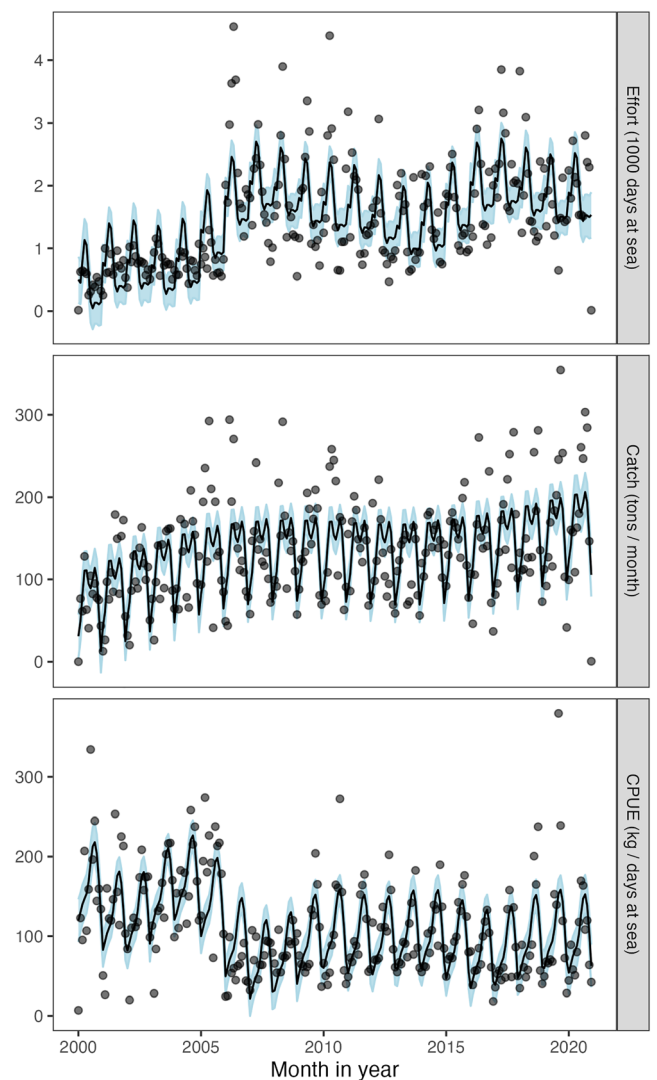 4
3
2
1
0
Effort (1000 days at sea)
300
200
100
0
Catch (tons / month)
300
200
100
0
CPUE (kg / days at sea)
2000 2005 2010 2015 2020
Month in year